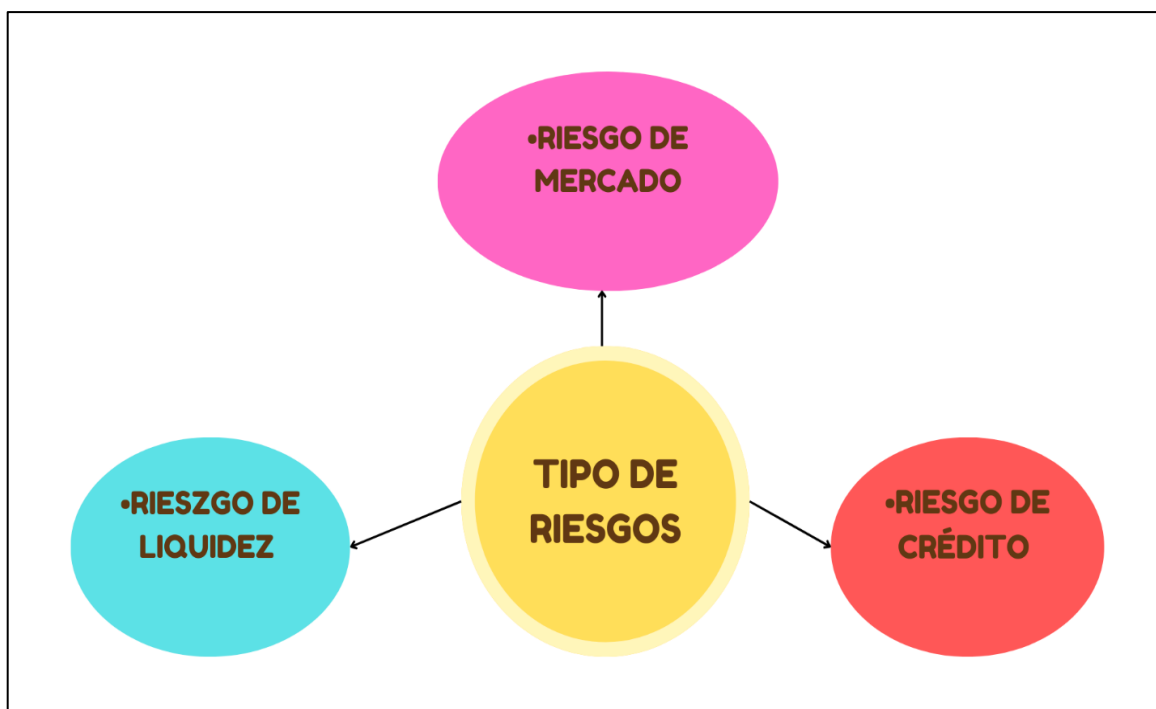 •RIESGO DE
MERCADO
TIPO DE
RIESGOS
•RIESZGO DE
LIQUIDEZ
•RIESGO DE
CRÉDITO